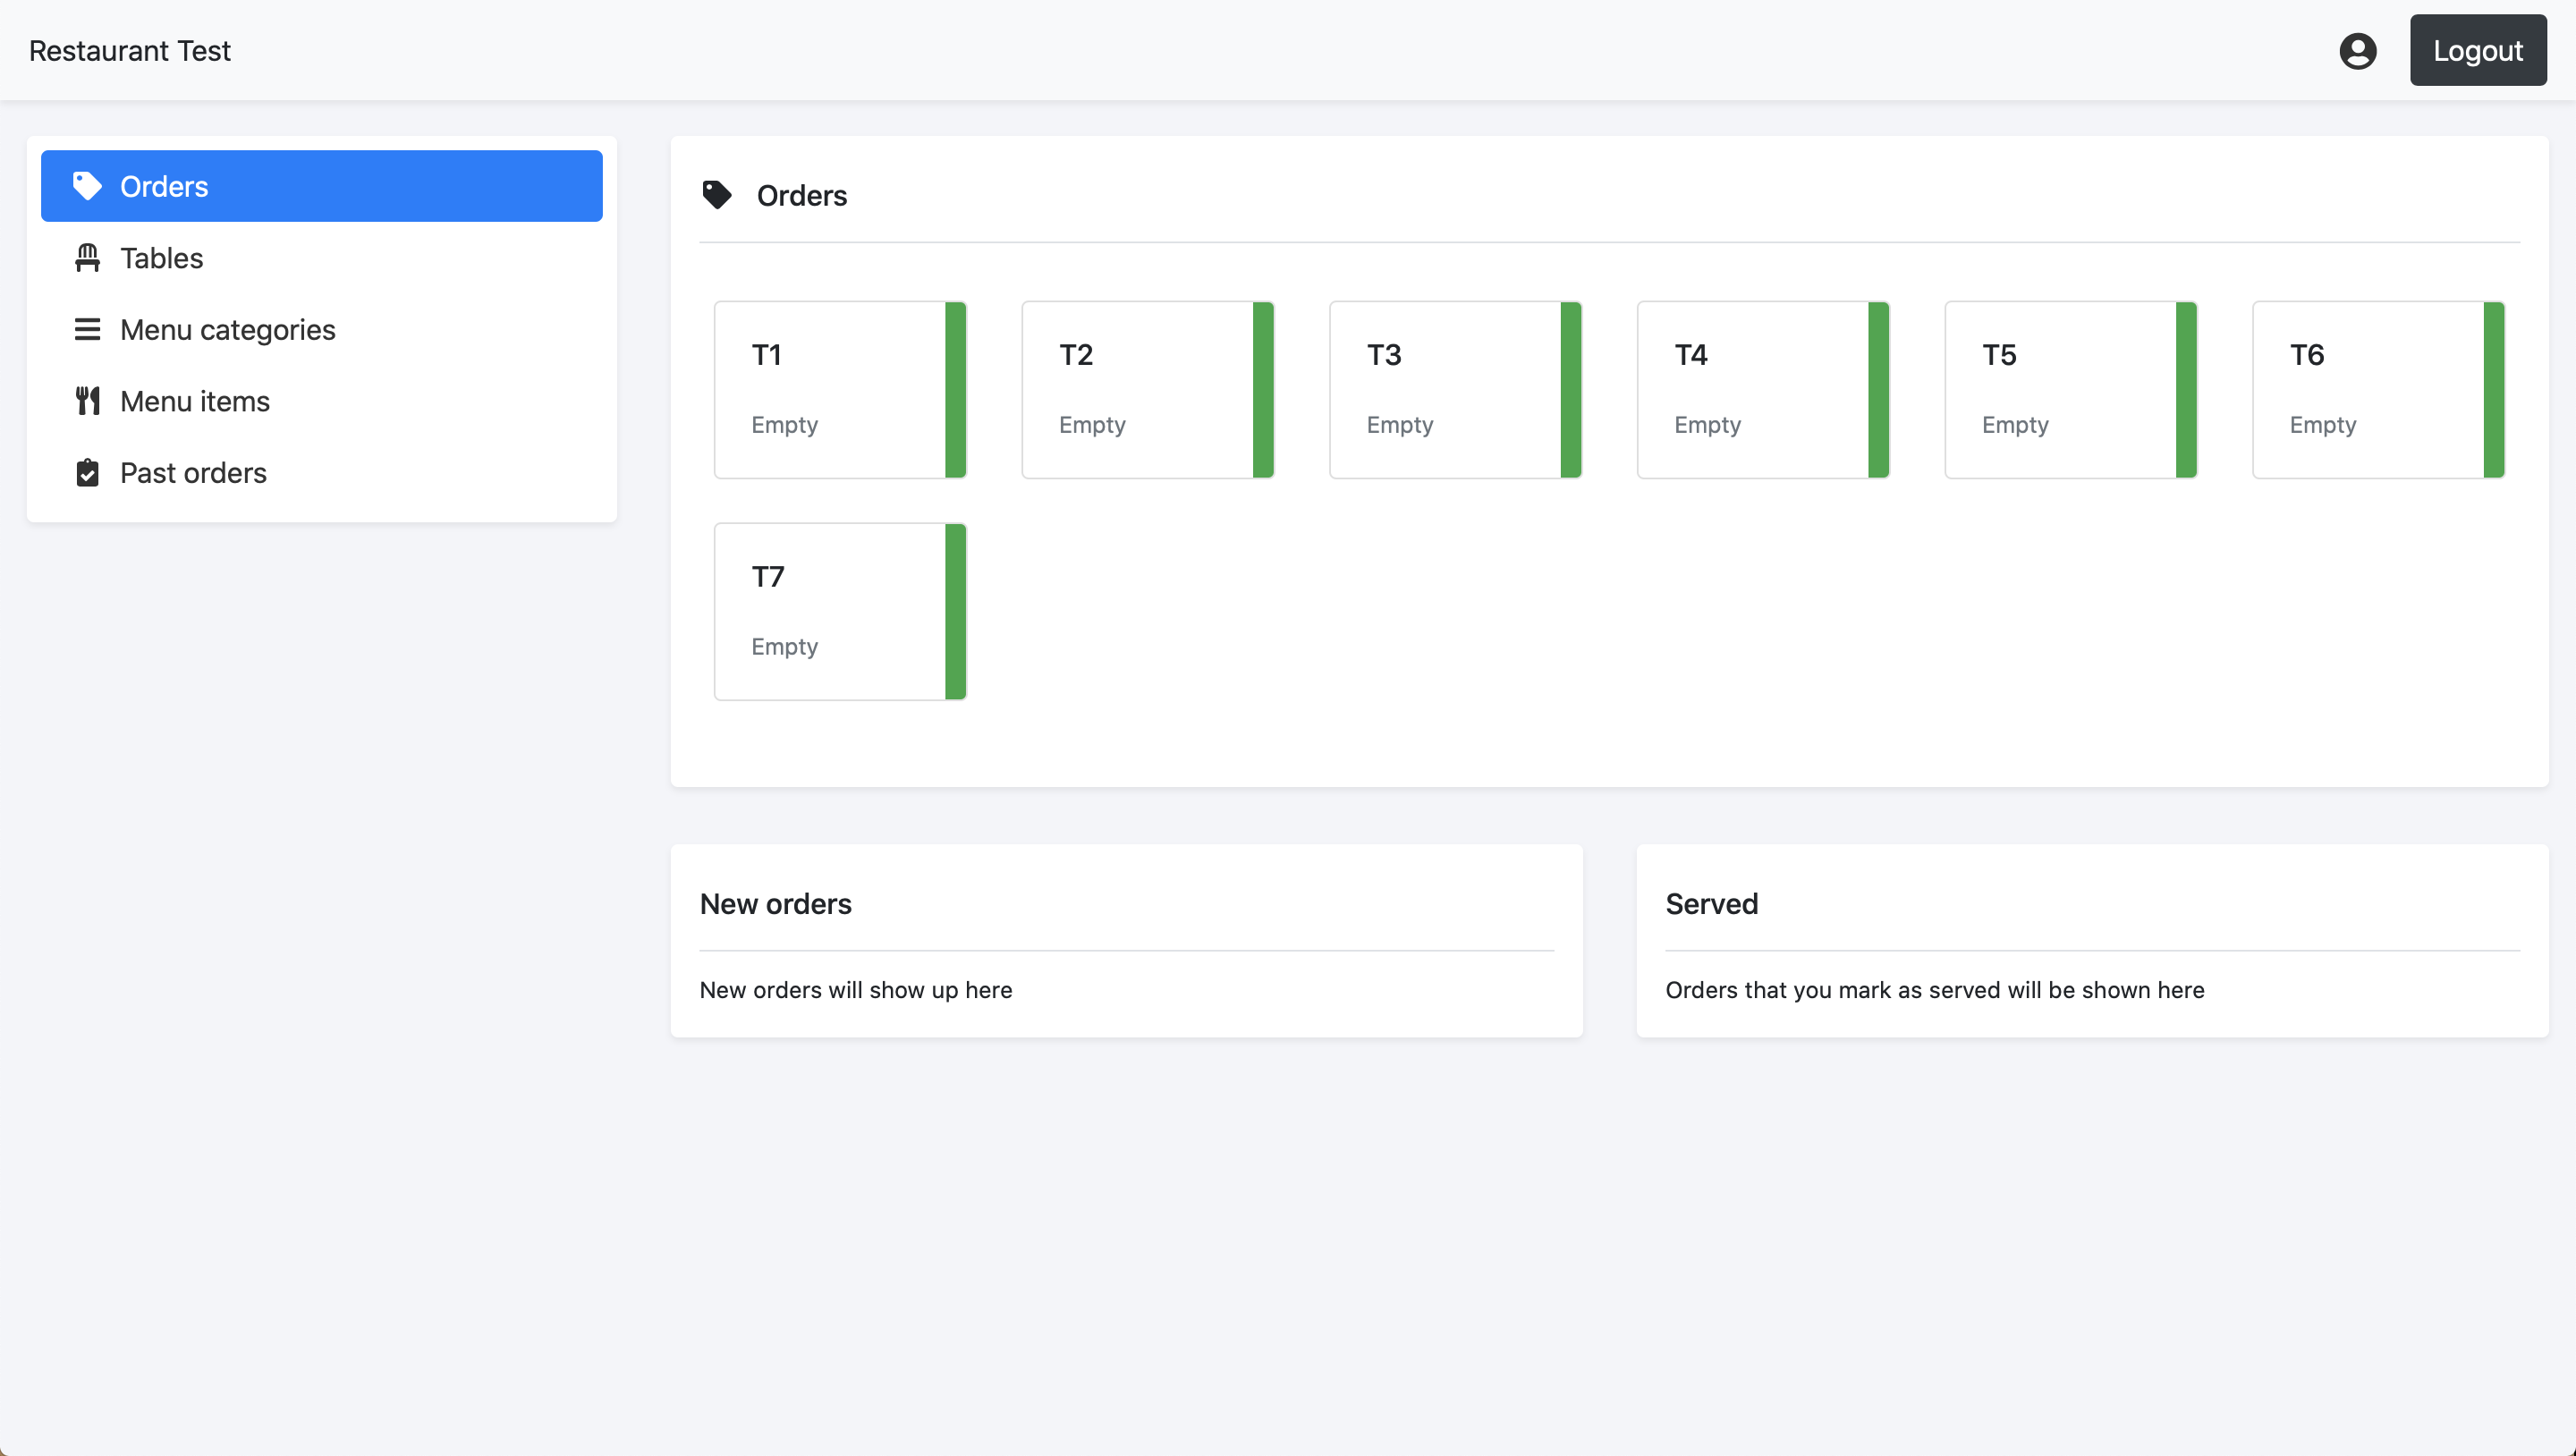 Restaurant Test
Logout
Orders
Tables
Menu categories
Menu items
Past orders
Orders
T1
Empty
T2
Empty
T3
Empty
T4
Empty
T5
Empty
T6
Empty
T7
Empty
New orders
New orders will show up here
Served
Orders that you mark as served will be shown here